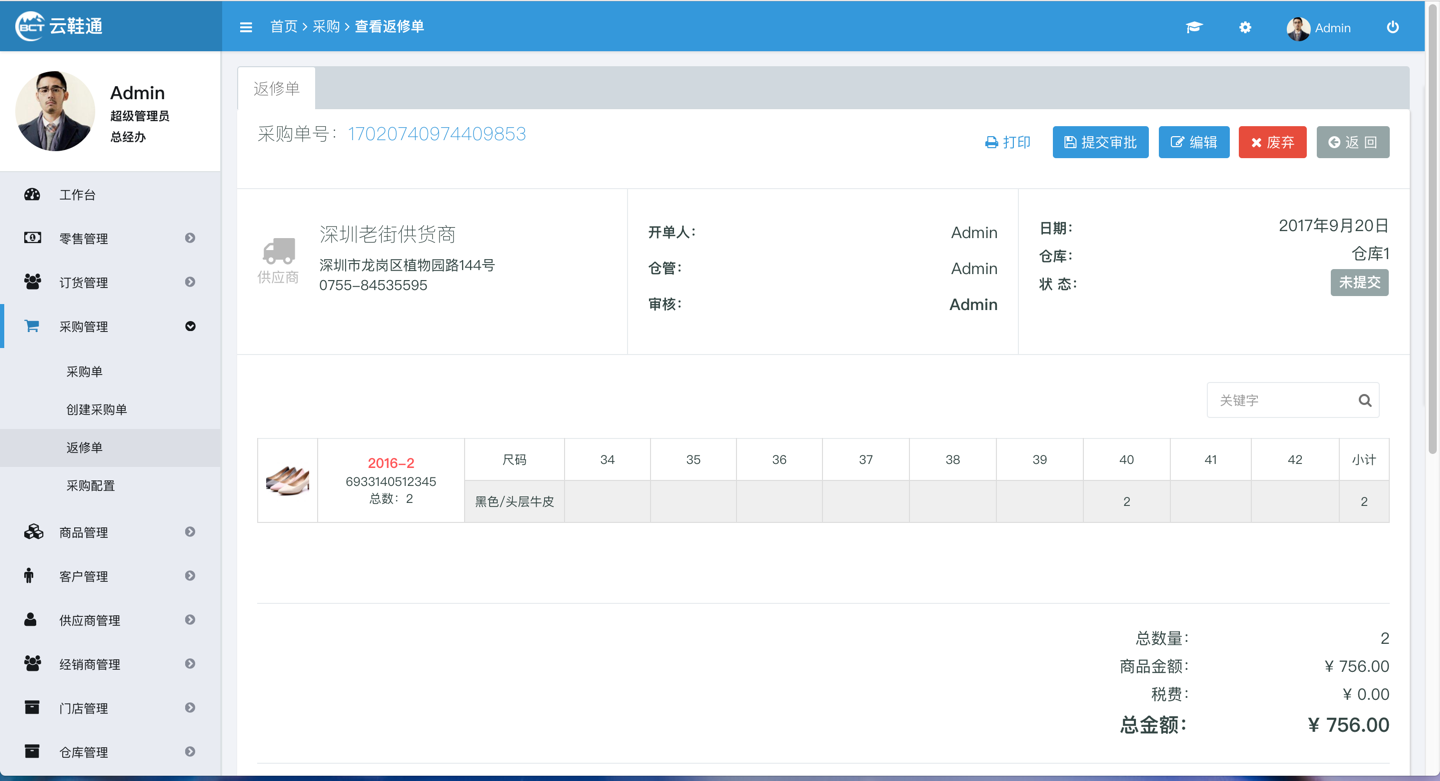 BCT 云鞋通
首页 > 采购 > 查看返修单
Admin
Admin
超级管理员
总经办
工作台
零售管理
订货管理
采购管理
采购单
创建采购单
返修单
采购配置
商品管理
客户管理
供应商管理
经销商管理
门店管理
仓库管理
返修单
采购单号：17020740974409853
打印
提交审批
编辑
废弃
返 回
供应商
深圳老街供货商
深圳市龙岗区植物园路144号
0755-84535595
开单人： Admin
仓管： Admin
审核： Admin
日期： 2017年9月20日
仓库： 仓库1
状 态： 未提交
关键字
2016-2
6933140512345
总数：2
尺码 34 35 36 37 38 39 40 41 42 小计
黑色/头层牛皮 2 2
总数量： 2
商品金额： ¥ 756.00
税费： ¥ 0.00
总金额： ¥ 756.00